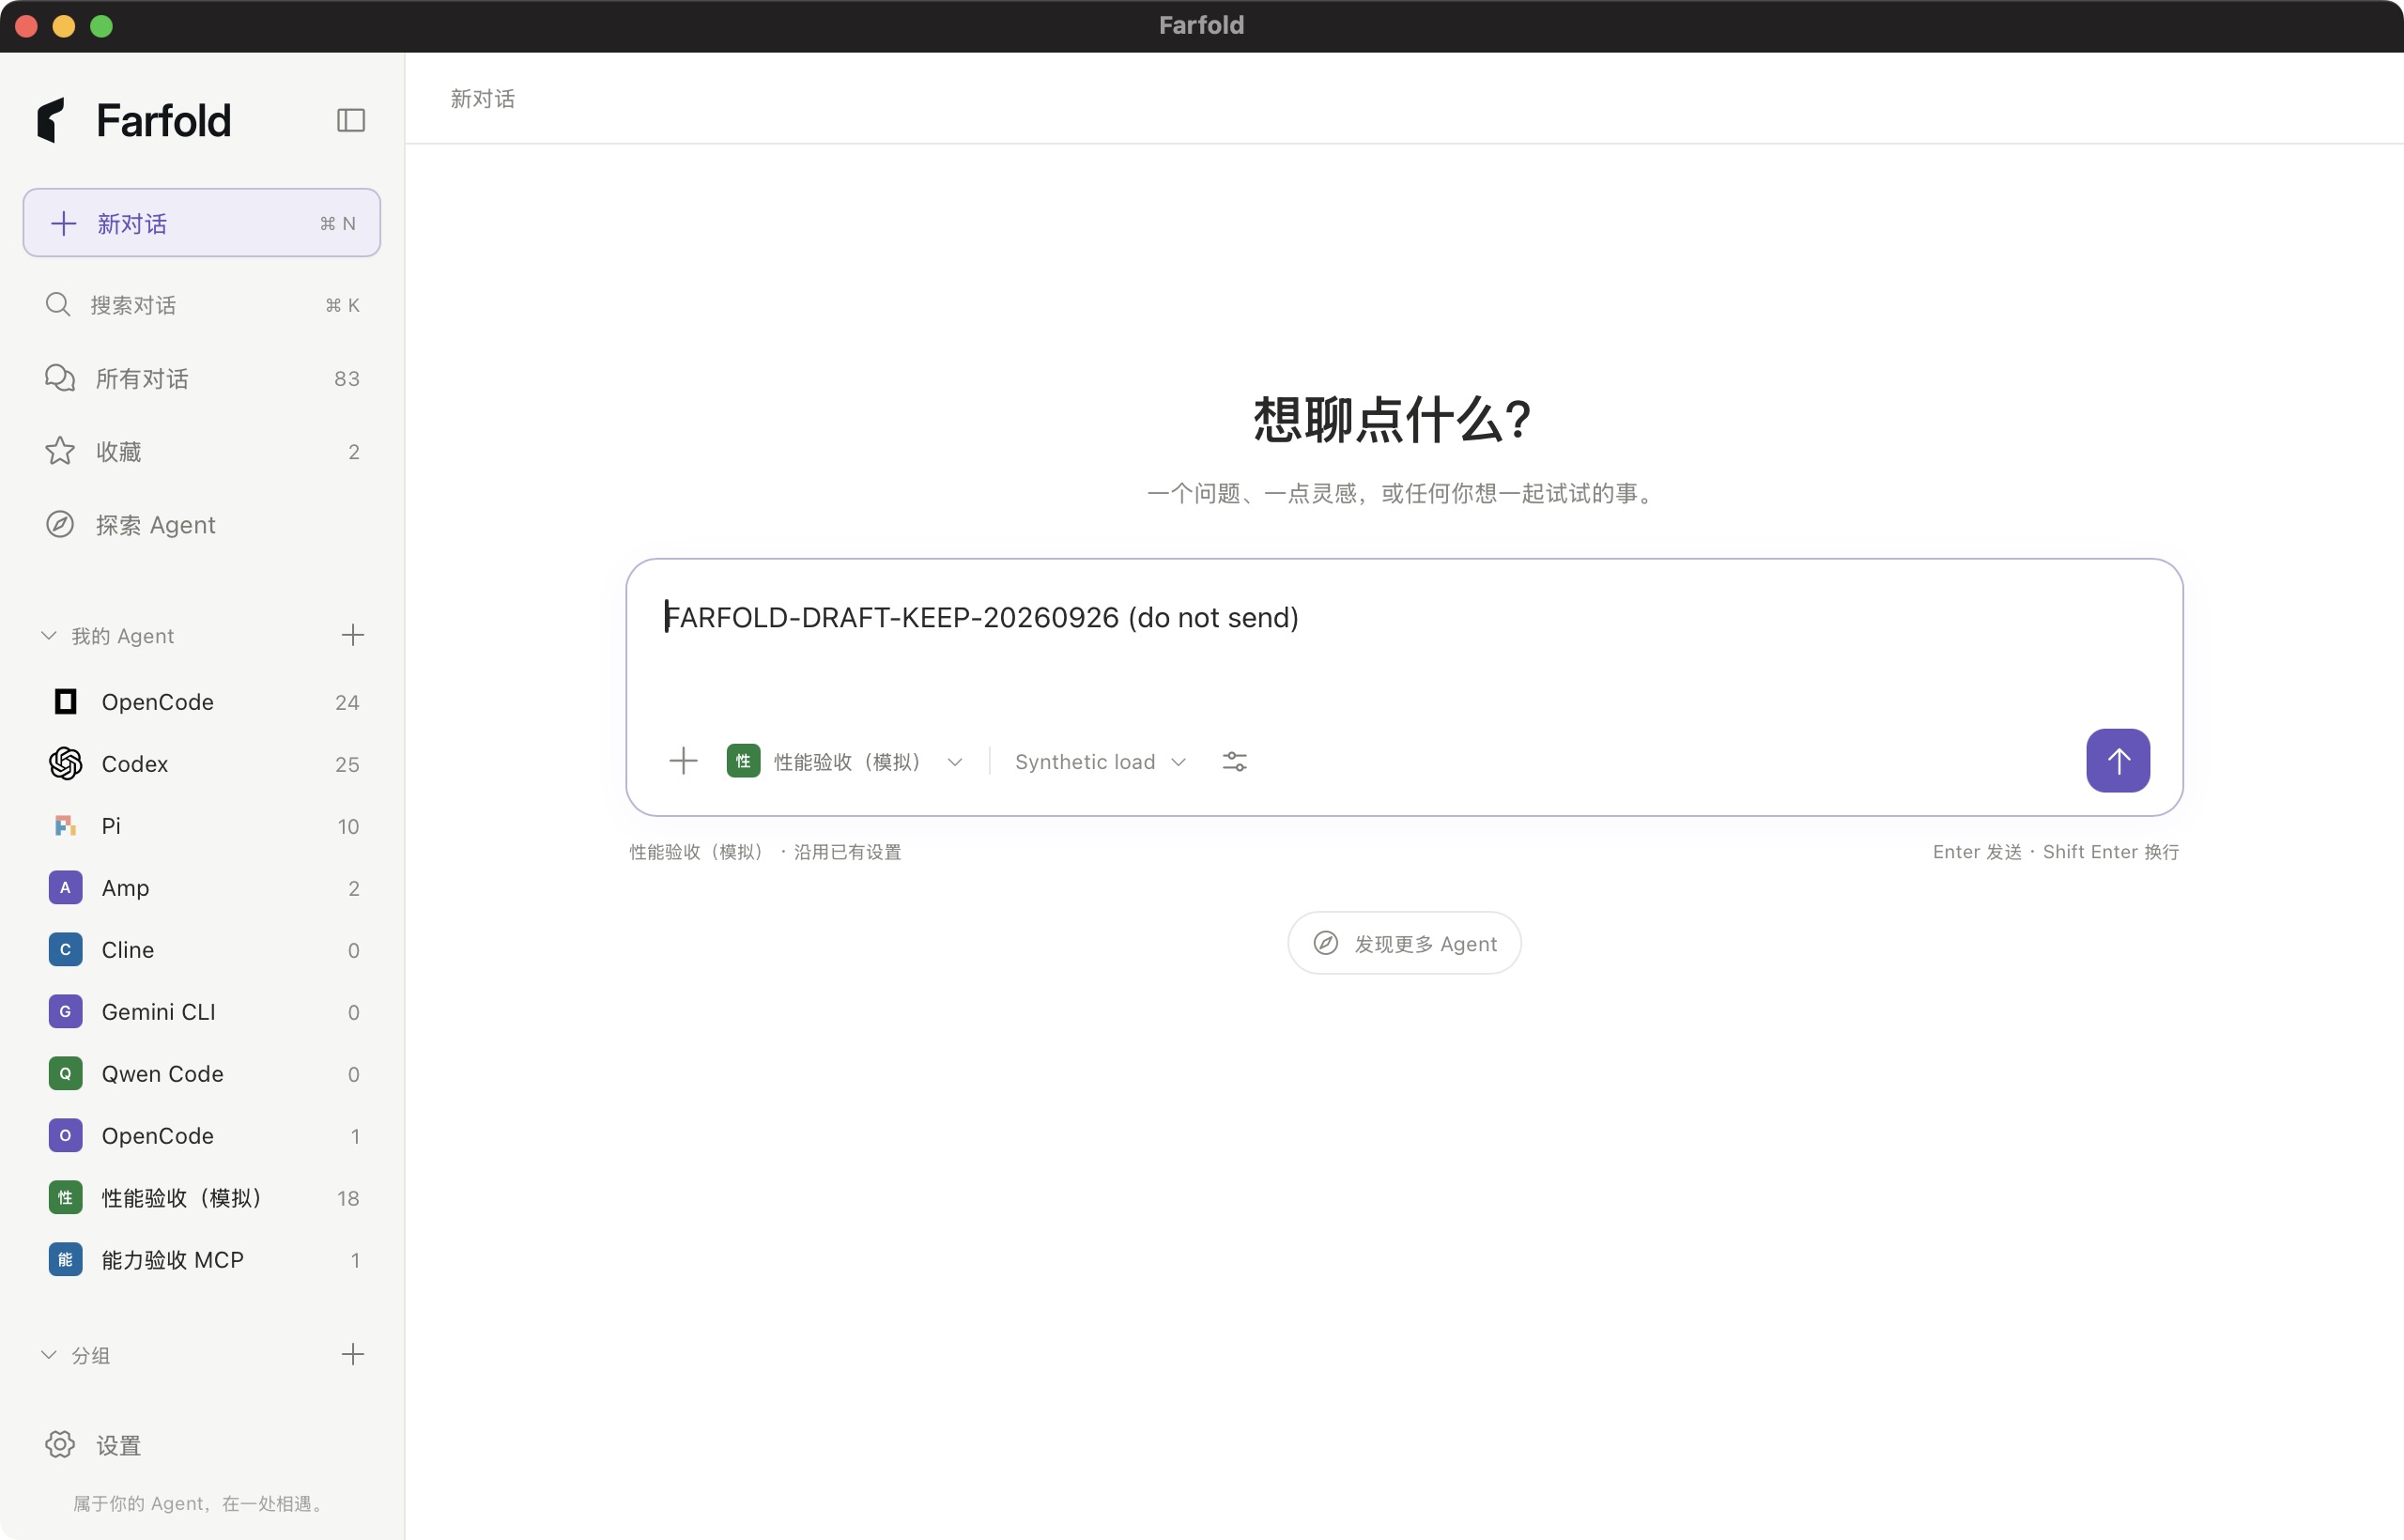 Farfold
Farfold
新对话 ⌘ N
搜索对话 ⌘ K
所有对话 83
收藏 2
探索 Agent
我的 Agent
OpenCode 24
Codex 25
Pi 10
A Amp 2
C Cline 0
G Gemini CLI 0
Q Qwen Code 0
O OpenCode 1
性 性能验收（模拟） 18
能 能力验收 MCP 1
分组
设置
属于你的 Agent，在一处相遇。
新对话
想聊点什么？
一个问题、一点灵感，或任何你想一起试试的事。
FARFOLD-DRAFT-KEEP-20260926 (do not send)
性 性能验收（模拟） Synthetic load
性能验收（模拟） · 沿用已有设置
Enter 发送 · Shift Enter 换行
发现更多 Agent